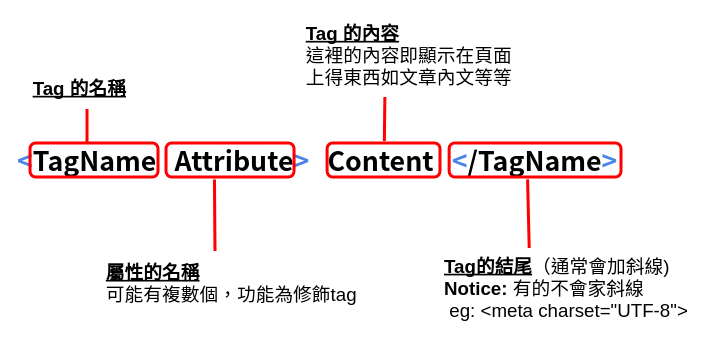 Tag 的內容
這裡的內容即顯示在頁面
上得東西如文章內文等等
Tag 的名稱
<TagName Attribute> Content </TagName>
屬性的名稱
可能有複數個，功能為修飾tag
Tag的結尾（通常會加斜線)
Notice: 有的不會家斜線
eg: <meta charset="UTF-8">